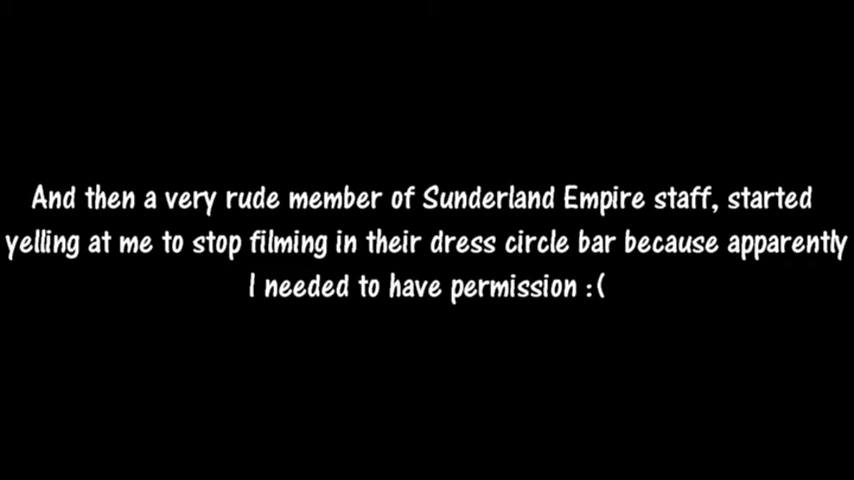 And then a very rude member of Sunderland Empire staff, started
yelling at me to stop filming in their dress circle bar because apparently
I needed to have permission :(